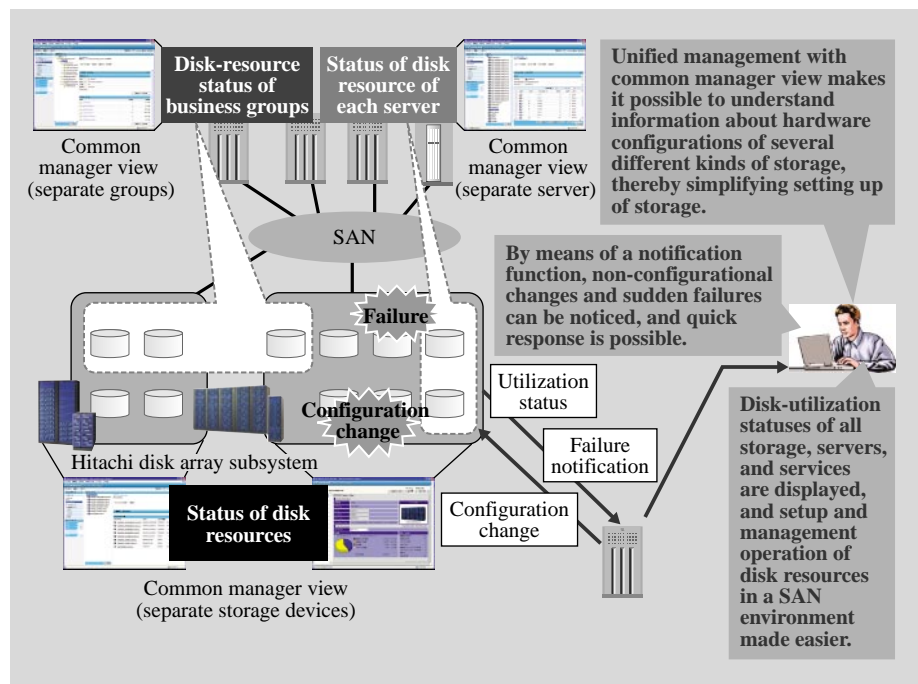 Disk-resource
status of
business groups
Status of disk
resource of
each server
Common
manager view
(separate groups)
Common
manager view
(separate server)
Unified management with
common manager view makes
it possible to understand
information about hardware
configurations of several
different kinds of storage,
thereby simplifying setting up
of storage.
SAN
By means of a notification
function, non-configurational
changes and sudden failures
can be noticed, and quick
response is possible.
Failure
Configuration
change
Utilization
status
Failure
notification
Configuration
change
Hitachi disk array subsystem
Status of disk
resources
Common manager view
(separate storage devices)
Disk-utilization
statuses of all
storage, servers,
and services
are displayed,
and setup and
management
operation of
disk resources
in a SAN
environment
made easier.